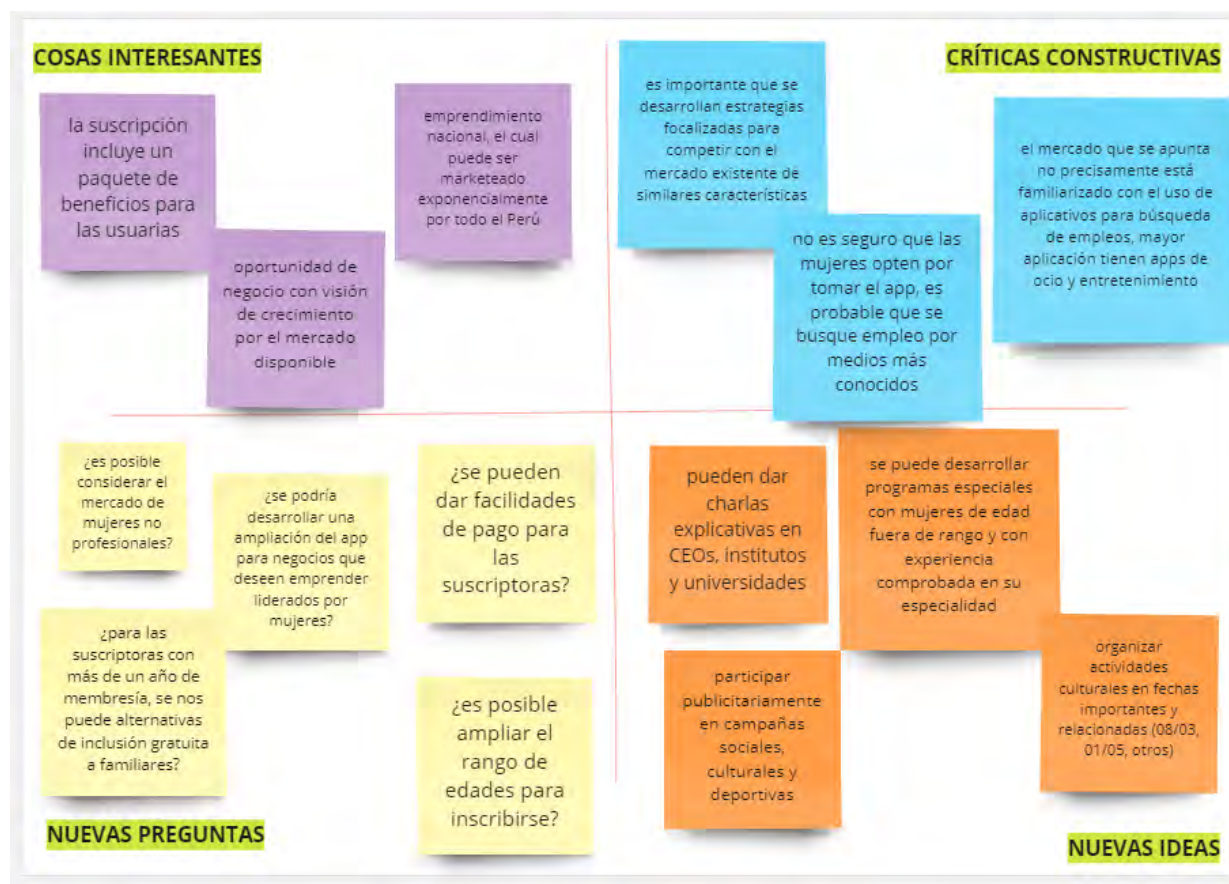 COSAS INTERESANTES
la suscripción
incluye un
paquete de
beneficios para
las usuarias
oportunidad de
negocio con visión
de crecimiento
por el mercado
disponible
emprendimiento
nacional, el cual
puede ser
marketeado
exponencialmente
por todo el Perú
CRÍTICAS CONSTRUCTIVAS
es importante que se
desarrollan estrategias
focalizadas para
competir con el
mercado existente de
similares características
no es seguro que las
mujeres opten por
tomar el app, es
probable que se
busque empleo por
medios más
conocidos
el mercado que se apunta
no precisamente está
familiarizado con el uso de
aplicativos para búsqueda
de empleos, mayor
aplicación tienen apps de
ocio y entretenimiento
¿es posible
considerar el
mercado de
mujeres no
profesionales?
¿se podría
desarrollar una
ampliación del app
para negocios que
deseen emprender
liderados por
mujeres?
¿se pueden
dar facilidades
de pago para
las
suscriptoras?
¿para las
suscriptoras con
más de un año de
membresía, se nos
puede alternativas
de inclusión gratuita
a familiares?
¿es posible
ampliar el
rango de
edades para
inscribirse?
NUEVAS PREGUNTAS
pueden dar
charlas
explicativas en
CEOs, institutos
y universidades
se puede desarrollar
programas especiales
con mujeres de edad
fuera de rango y con
experiencia
comprobada en su
especialidad
participar
publicitariamente
en campañas
sociales,
culturales y
deportivas
organizar
actividades
culturales en fechas
importantes y
relacionadas (08/03,
01/05, otros)
NUEVAS IDEAS